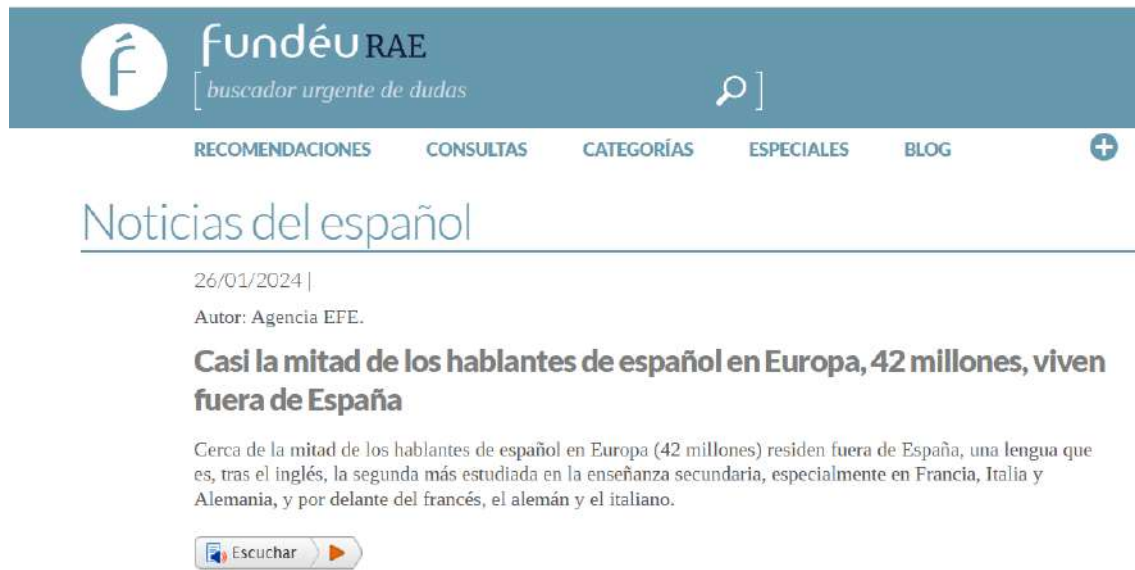 fundéu RAE
[ buscador urgente de dudas ]
RECOMENDACIONES CONSULTAS CATEGORÍAS ESPECIALES BLOG
Noticias del español
26/01/2024 |
Autor: Agencia EFE.
Casi la mitad de los hablantes de español en Europa, 42 millones, viven
fuera de España
Cerca de la mitad de los hablantes de español en Europa (42 millones) residen fuera de España, una lengua que
es, tras el inglés, la segunda más estudiada en la enseñanza secundaria, especialmente en Francia, Italia y
Alemania, y por delante del francés, el alemán y el italiano.
Escuchar